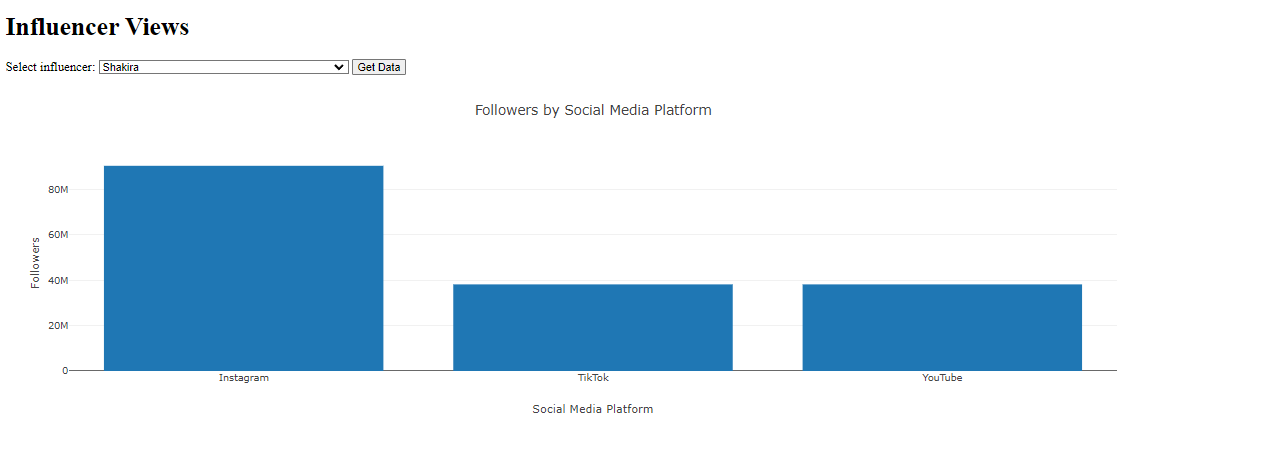 Influencer Views
Select influencer: Shakira Get Data
Followers by Social Media Platform
80M
60M
40M
20M
0
Followers
Instagram TikTok YouTube
Social Media Platform